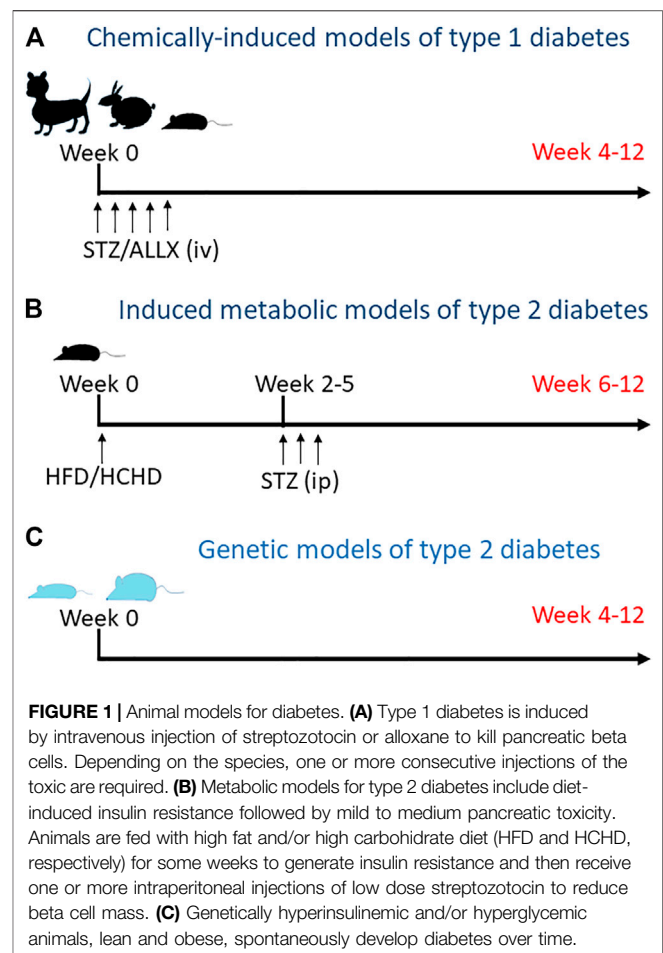 A Chemically-induced models of type 1 diabetes
Week 0 Week 4-12
STZ/ALLX (iv)
B Induced metabolic models of type 2 diabetes
Week 0 Week 2-5 Week 6-12
HFD/HCHD STZ (ip)
C Genetic models of type 2 diabetes
Week 0 Week 4-12
FIGURE 1 | Animal models for diabetes. (A) Type 1 diabetes is induced
by intravenous injection of streptozotocin or alloxane to kill pancreatic beta
cells. Depending on the species, one or more consecutive injections of the
toxic are required. (B) Metabolic models for type 2 diabetes include diet-
induced insulin resistance followed by mild to medium pancreatic toxicity.
Animals are fed with high fat and/or high carbohidrate diet (HFD and HCHD,
respectively) for some weeks to generate insulin resistance and then receive
one or more intraperitoneal injections of low dose streptozotocin to reduce
beta cell mass. (C) Genetically hyperinsulinemic and/or hyperglycemic
animals, lean and obese, spontaneously develop diabetes over time.